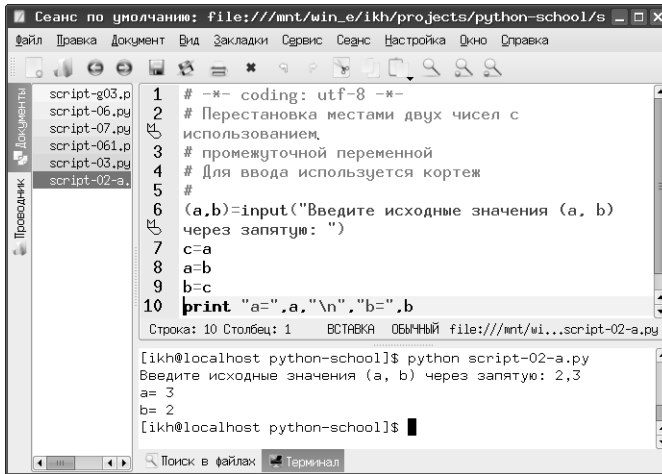 Сеанс по умолчанию: file:///mnt/win_e/ikh/projects/python-school/s
Файл Правка Документ Вид Закладки Сервис Сеанс Настройка Окно Справка
Документы
Проводник
script-g03.p
script-06.py
script-07.py
script-061.p
script-03.py
script-02-a.
1 # -*- coding: utf-8 -*-
2 # Перестановка местами двух чисел с
использованием,
3 # промежуточной переменной
4 # Для ввода используется кортеж
5 #
6 (a,b)=input("Введите исходные значения (a, b)
через запятую: ")
7 c=a
8 a=b
9 b=c
10 print "a=",a,"\n","b=",b
Строка: 10 Столбец: 1 ВСТАВКА ОБЫЧНЫЙ file:///mnt/wi...script-02-a.py
[ikh@localhost python-school]$ python script-02-a.py
Введите исходные значения (a, b) через запятую: 2,3
a= 3
b= 2
[ikh@localhost python-school]$
Поиск в файлах Терминал